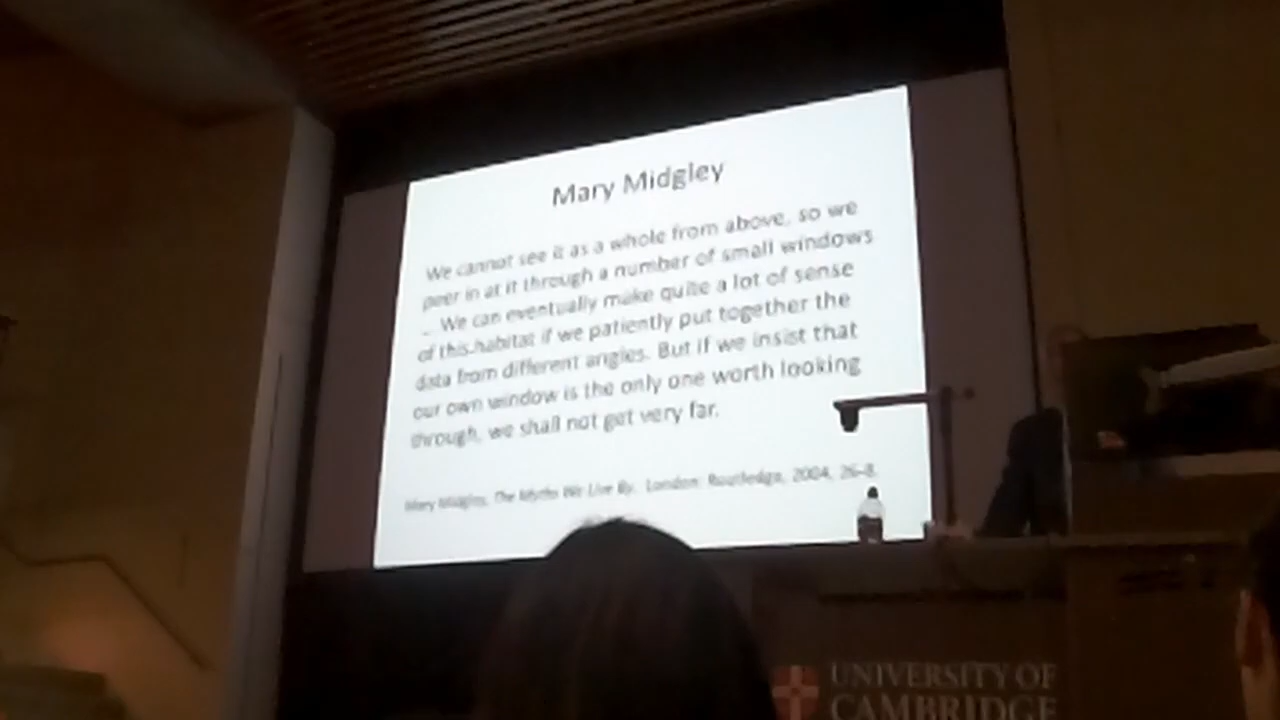 Mary Midgley
We cannot see it as a whole from above, so we
peer in at it through a number of small windows
... We can eventually make quite a lot of sense
of this habitat if we patiently put together the
data from different angles. But if we insist that
our own window is the only one worth looking
through, we shall not get very far.
Mary Midgley, The Myths We Live By. London: Routledge, 2004, 26-8.
UNIVERSITY OF
CAMBRIDGE